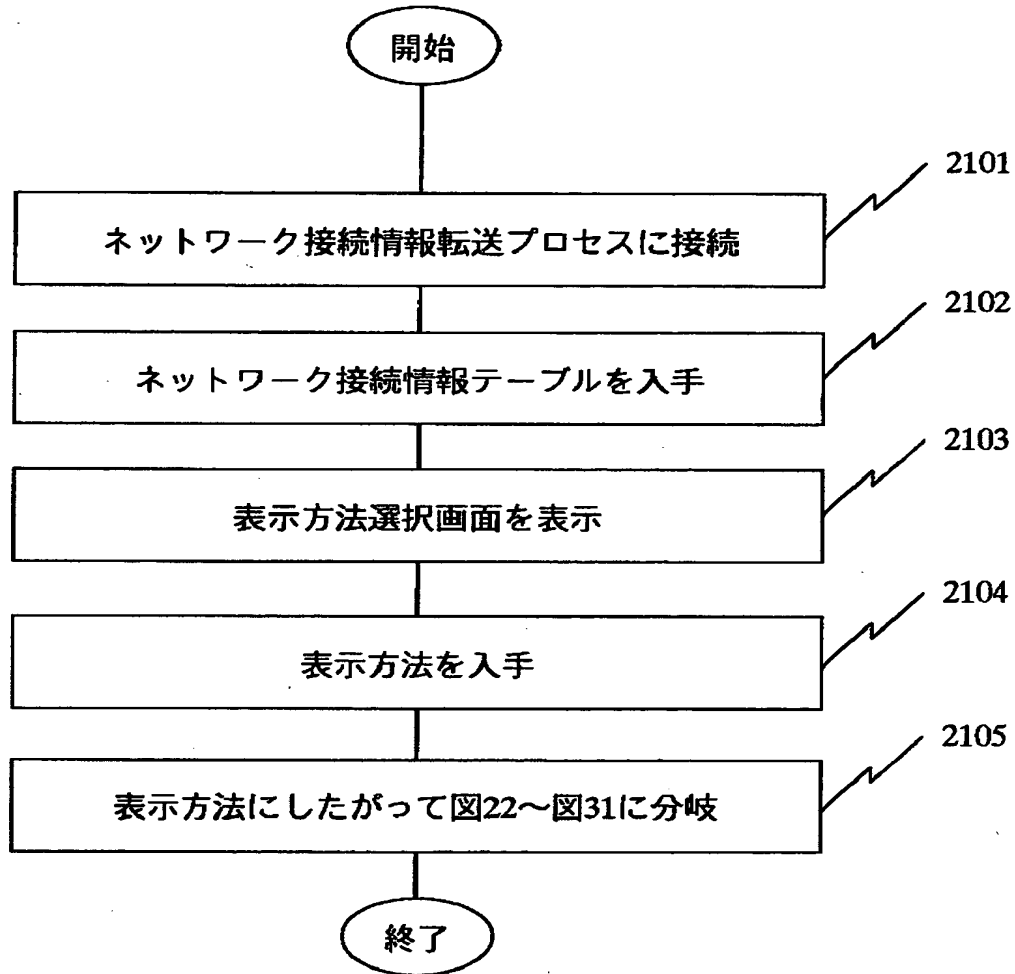 開始
2101
ネットワーク接続情報転送プロセスに接続
2102
ネットワーク接続情報テーブルを入手
2103
表示方法選択画面を表示
2104
表示方法を入手
2105
表示方法にしたがって図22〜図31に分岐
終了